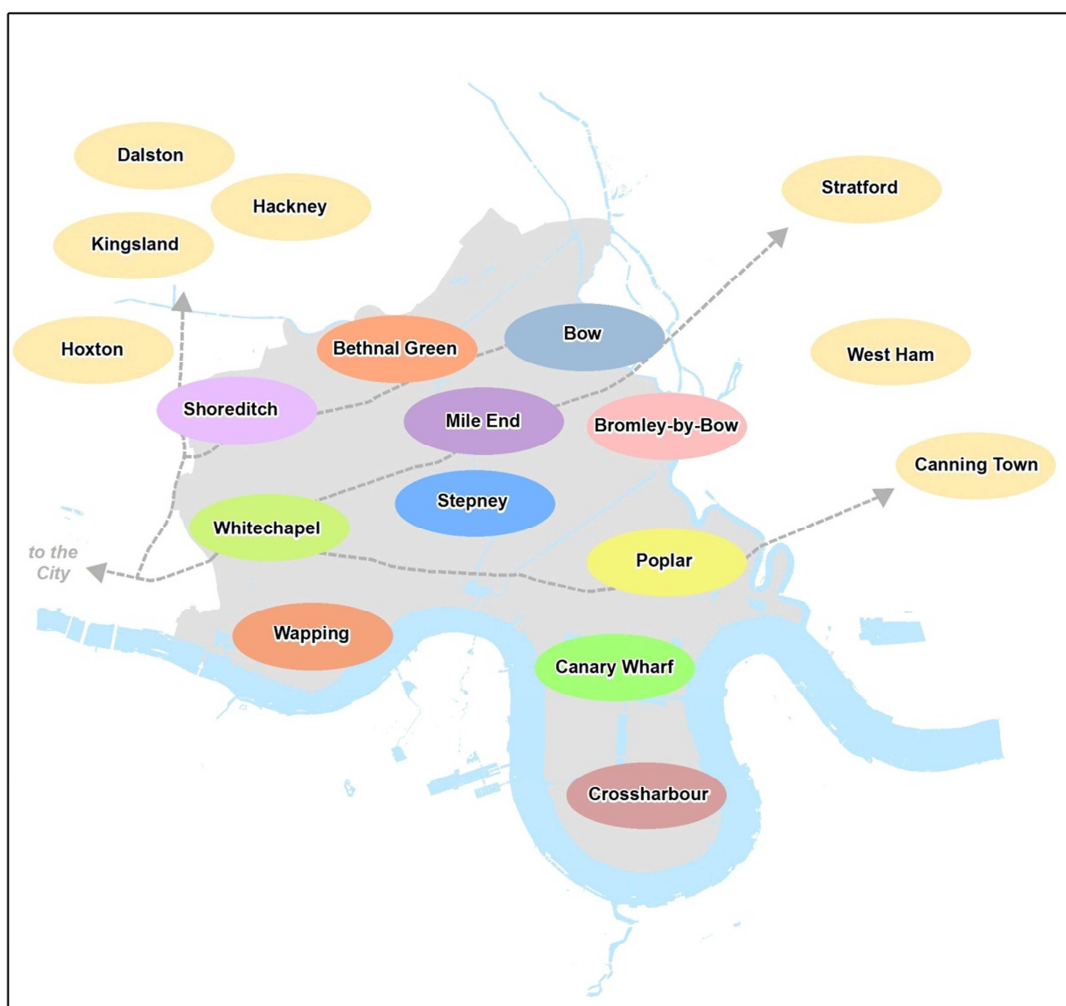 Dalston
Stratford
Hackney
Kingsland
Bow
Hoxton
Bethnal Green
West Ham
Shoreditch
Mile End
Bromley-by-Bow
Canning Town
Stepney
Whitechapel
to the
City
Poplar
Wapping
Canary Wharf
Crossharbour